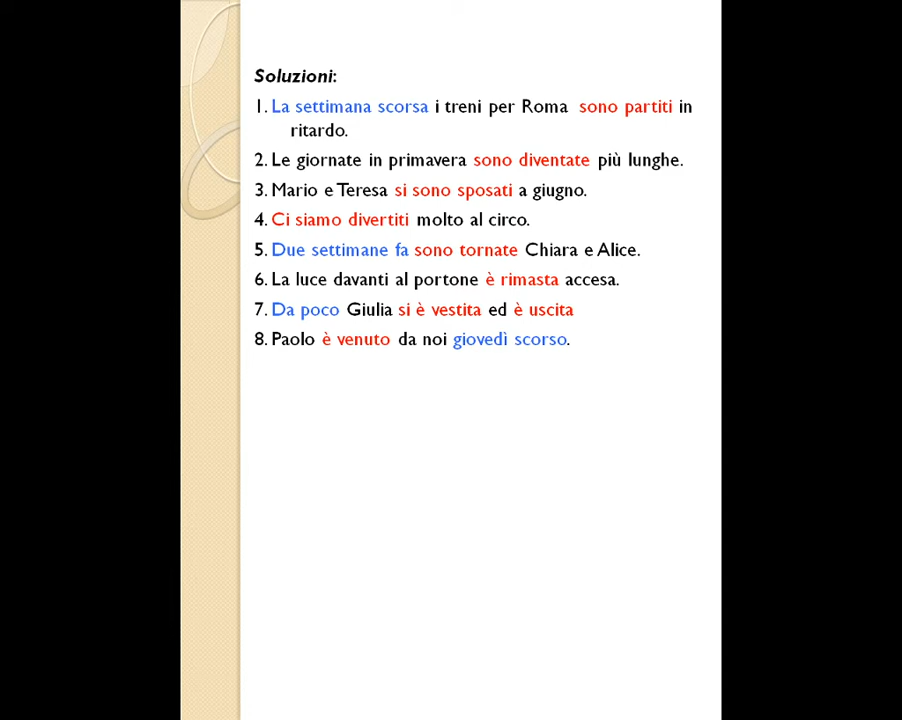 Soluzioni:
1. La settimana scorsa i treni per Roma sono partiti in
ritardo.
2. Le giornate in primavera sono diventate più lunghe.
3. Mario e Teresa si sono sposati a giugno.
4. Ci siamo divertiti molto al circo.
5. Due settimane fa sono tornate Chiara e Alice.
6. La luce davanti al portone è rimasta accesa.
7. Da poco Giulia si è vestita ed è uscita
8. Paolo è venuto da noi giovedì scorso.